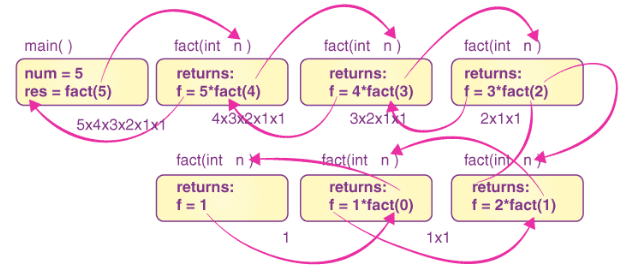 main( )
fact(int n )
fact(int n )
fact(int n )
num = 5
res = fact(5)
returns:
f = 5*fact(4)
returns:
f = 4*fact(3)
returns:
f = 3*fact(2)
5x4x3x2x1x1
4x3x2x1x1
3x2x1x1
2x1x1
fact(int n )
fact(int n )
fact(int n )
returns:
f = 1
returns:
f = 1*fact(0)
returns:
f = 2*fact(1)
1
1x1